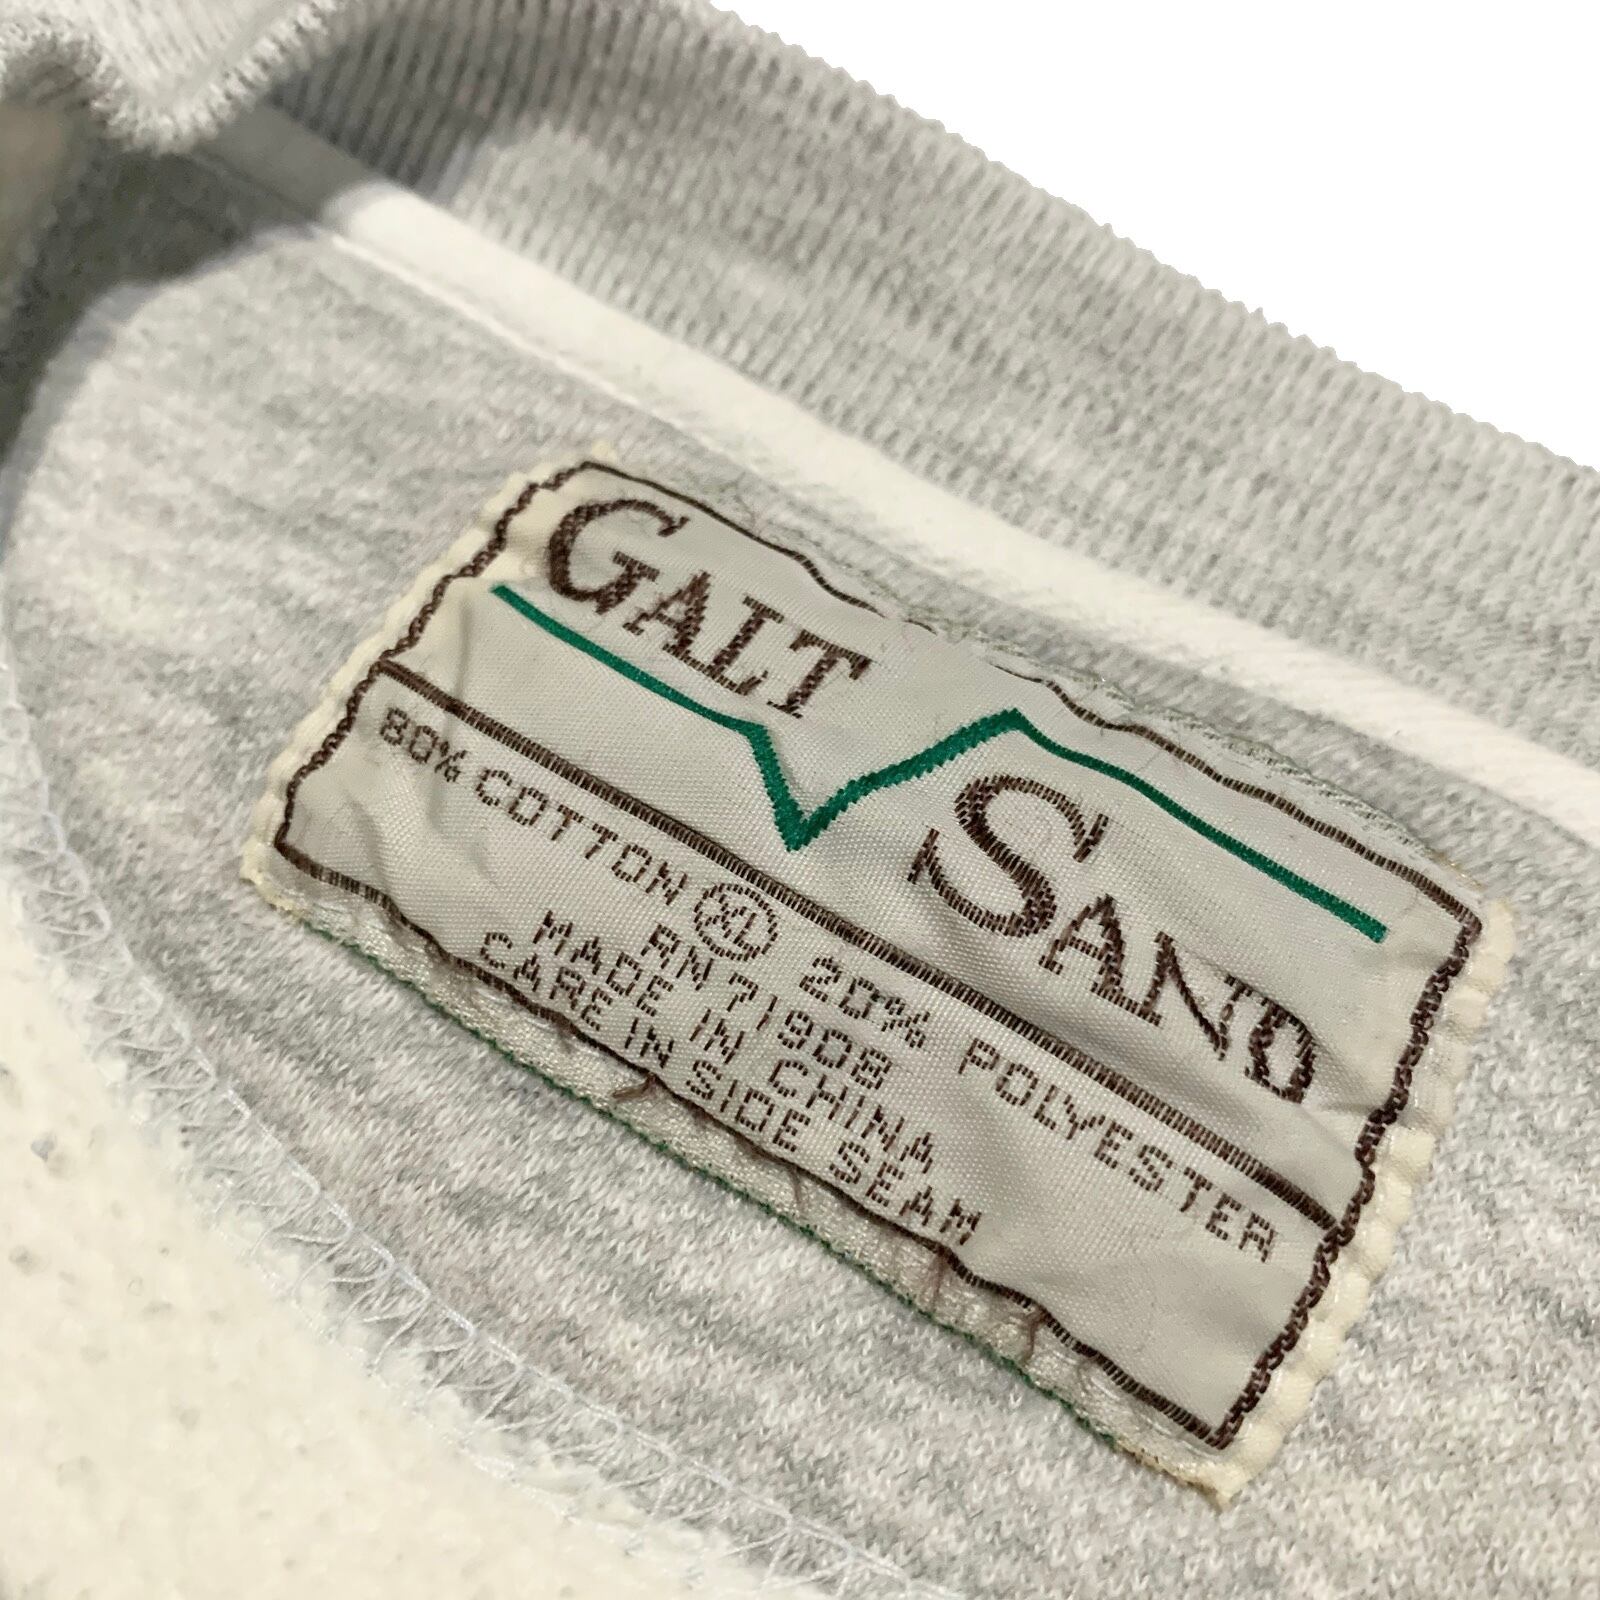 GALT
SAND
80% COTTON XL 20% POLYESTER
RN 71908
MADE IN CHINA
CARE IN SIDE SEAM